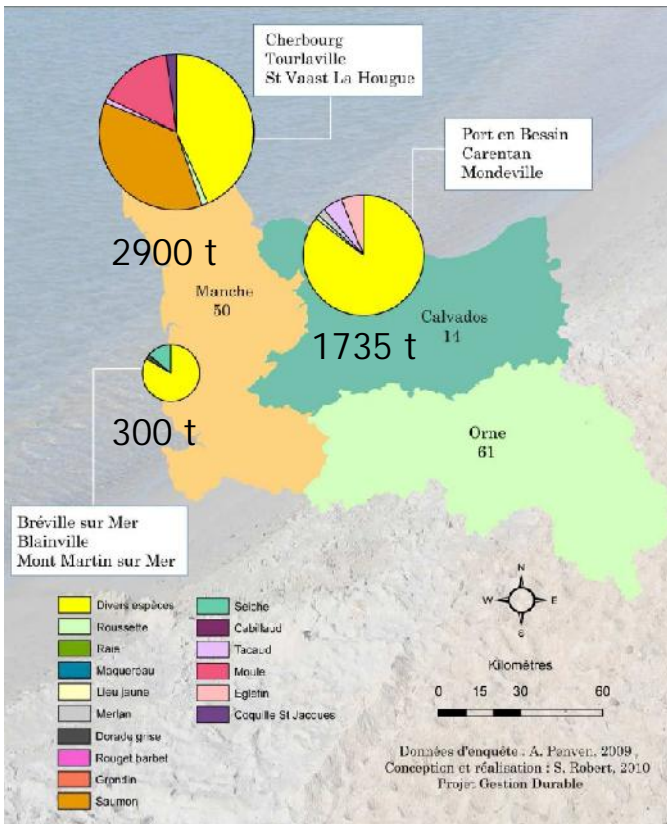 Cherbourg
Tourlaville
St Vaast La Hougue
Port en Bessin
Carentan
Mondeville
2900 t
Manche
50
Calvados
14
1735 t
300 t
Orne
61
Bréville sur Mer
Blainville
Mont Martin sur Mer
Divers espèces
Roussette
Raie
Maquereau
Lieu jaune
Merlan
Dorade grise
Rouget barbet
Grondin
Saumon
Seiche
Cabillaud
Tacaud
Moule
Eglefin
Coquille St Jacques
N
W
E
S
Kilomètres
0 15 30 60
Données d'enquête : A. Penven, 2009,
Conception et réalisation : S. Robert, 2010
Projet Gestion Durable